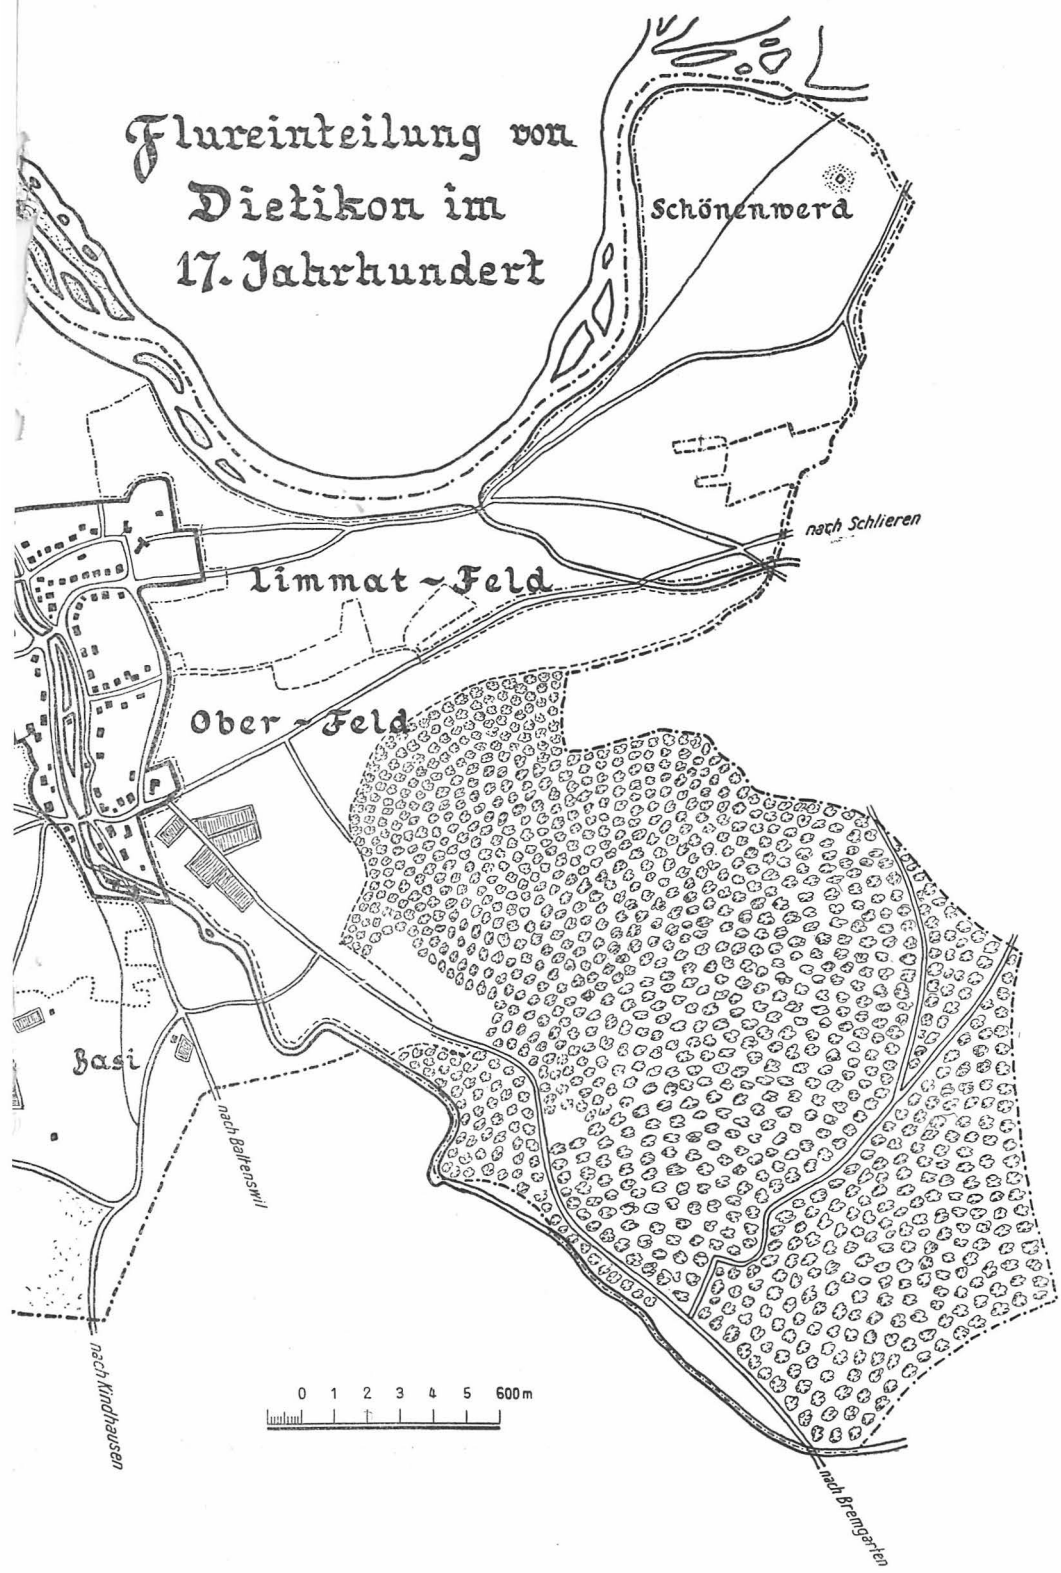 Flureinteilung von
Dietikon im
17. Jahrhundert
Schönenwerd
nach Schlieren
Limmat-Feld
Ober-Feld
Basi
nach Baltenswil
nach Kindhausen
0 1 2 3 4 5 600m
nach Bremgarten